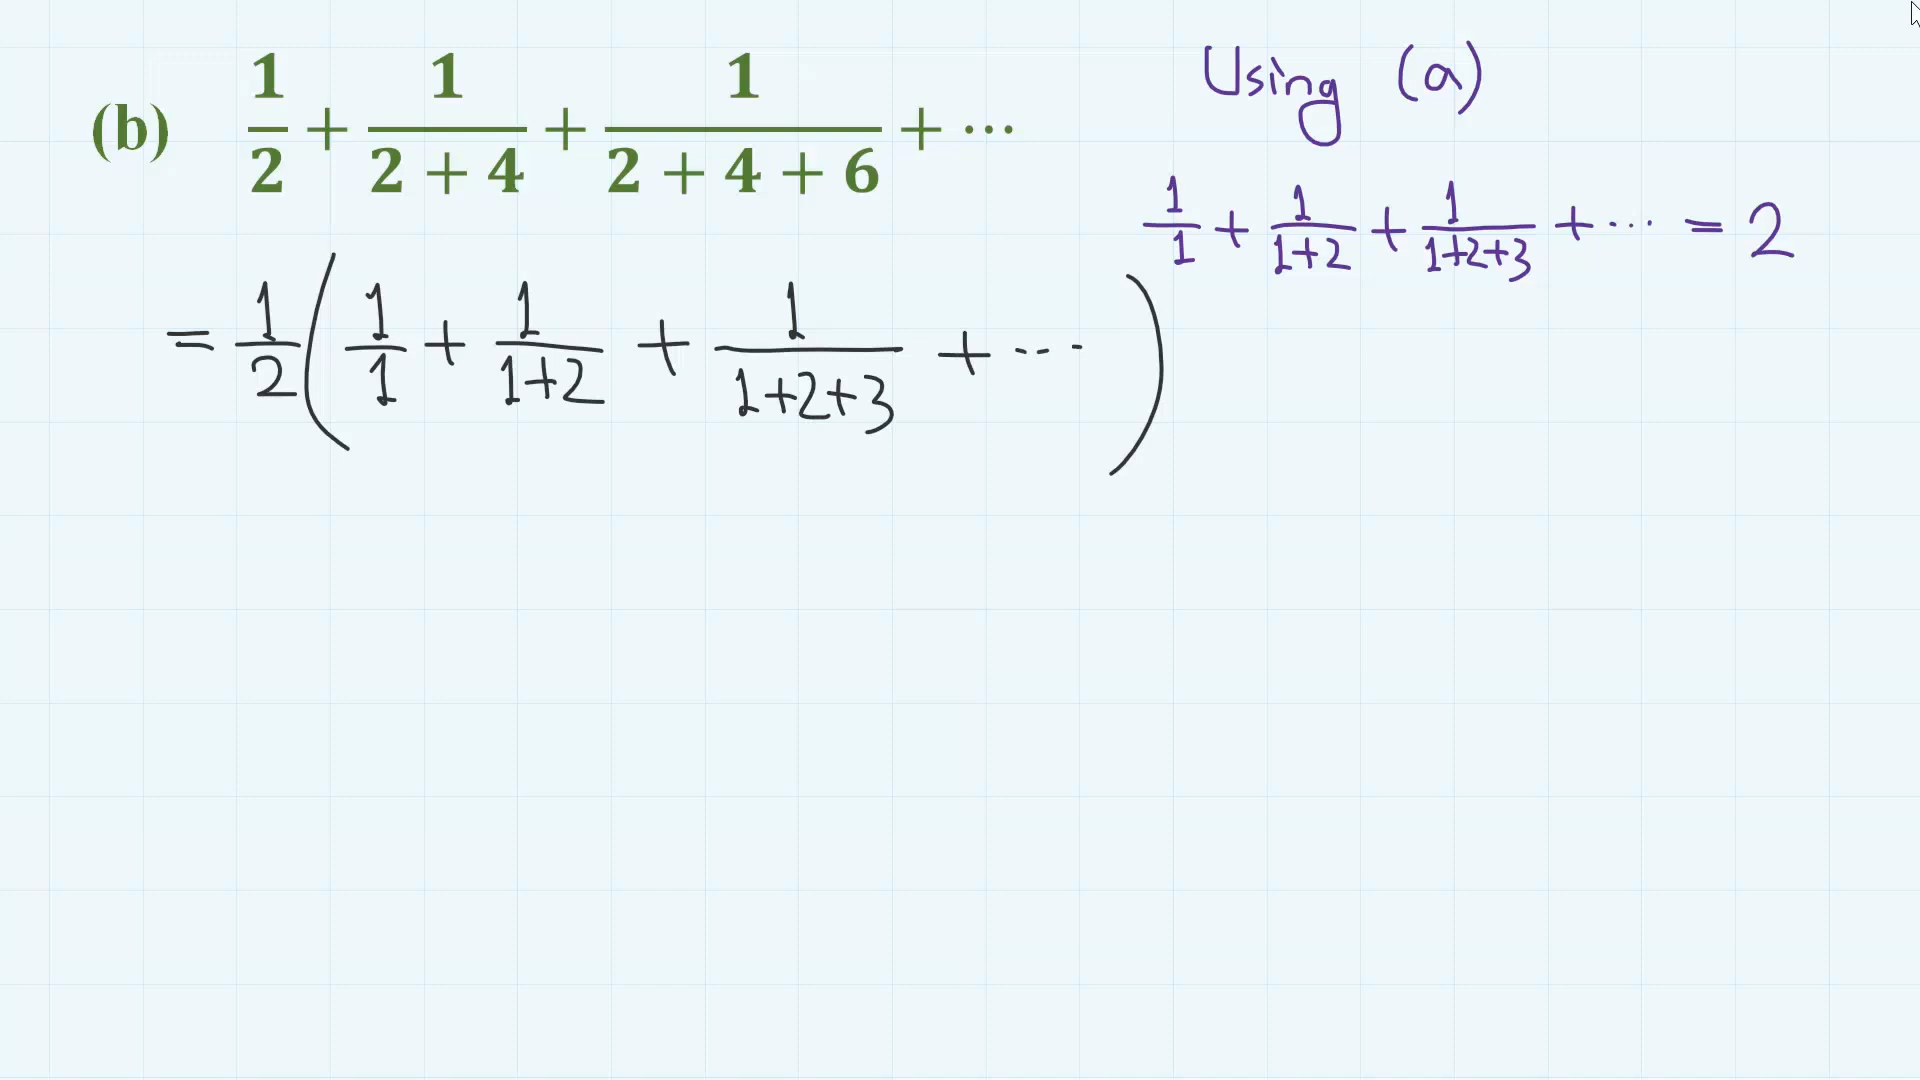 (b) 1/2 + 1/(2 + 4) + 1/(2 + 4 + 6) + ⋯
Using (a)
1/1 + 1/(1+2) + 1/(1+2+3) + ⋯ = 2
= 1/2 (1/1 + 1/(1+2) + 1/(1+2+3) + ⋯)